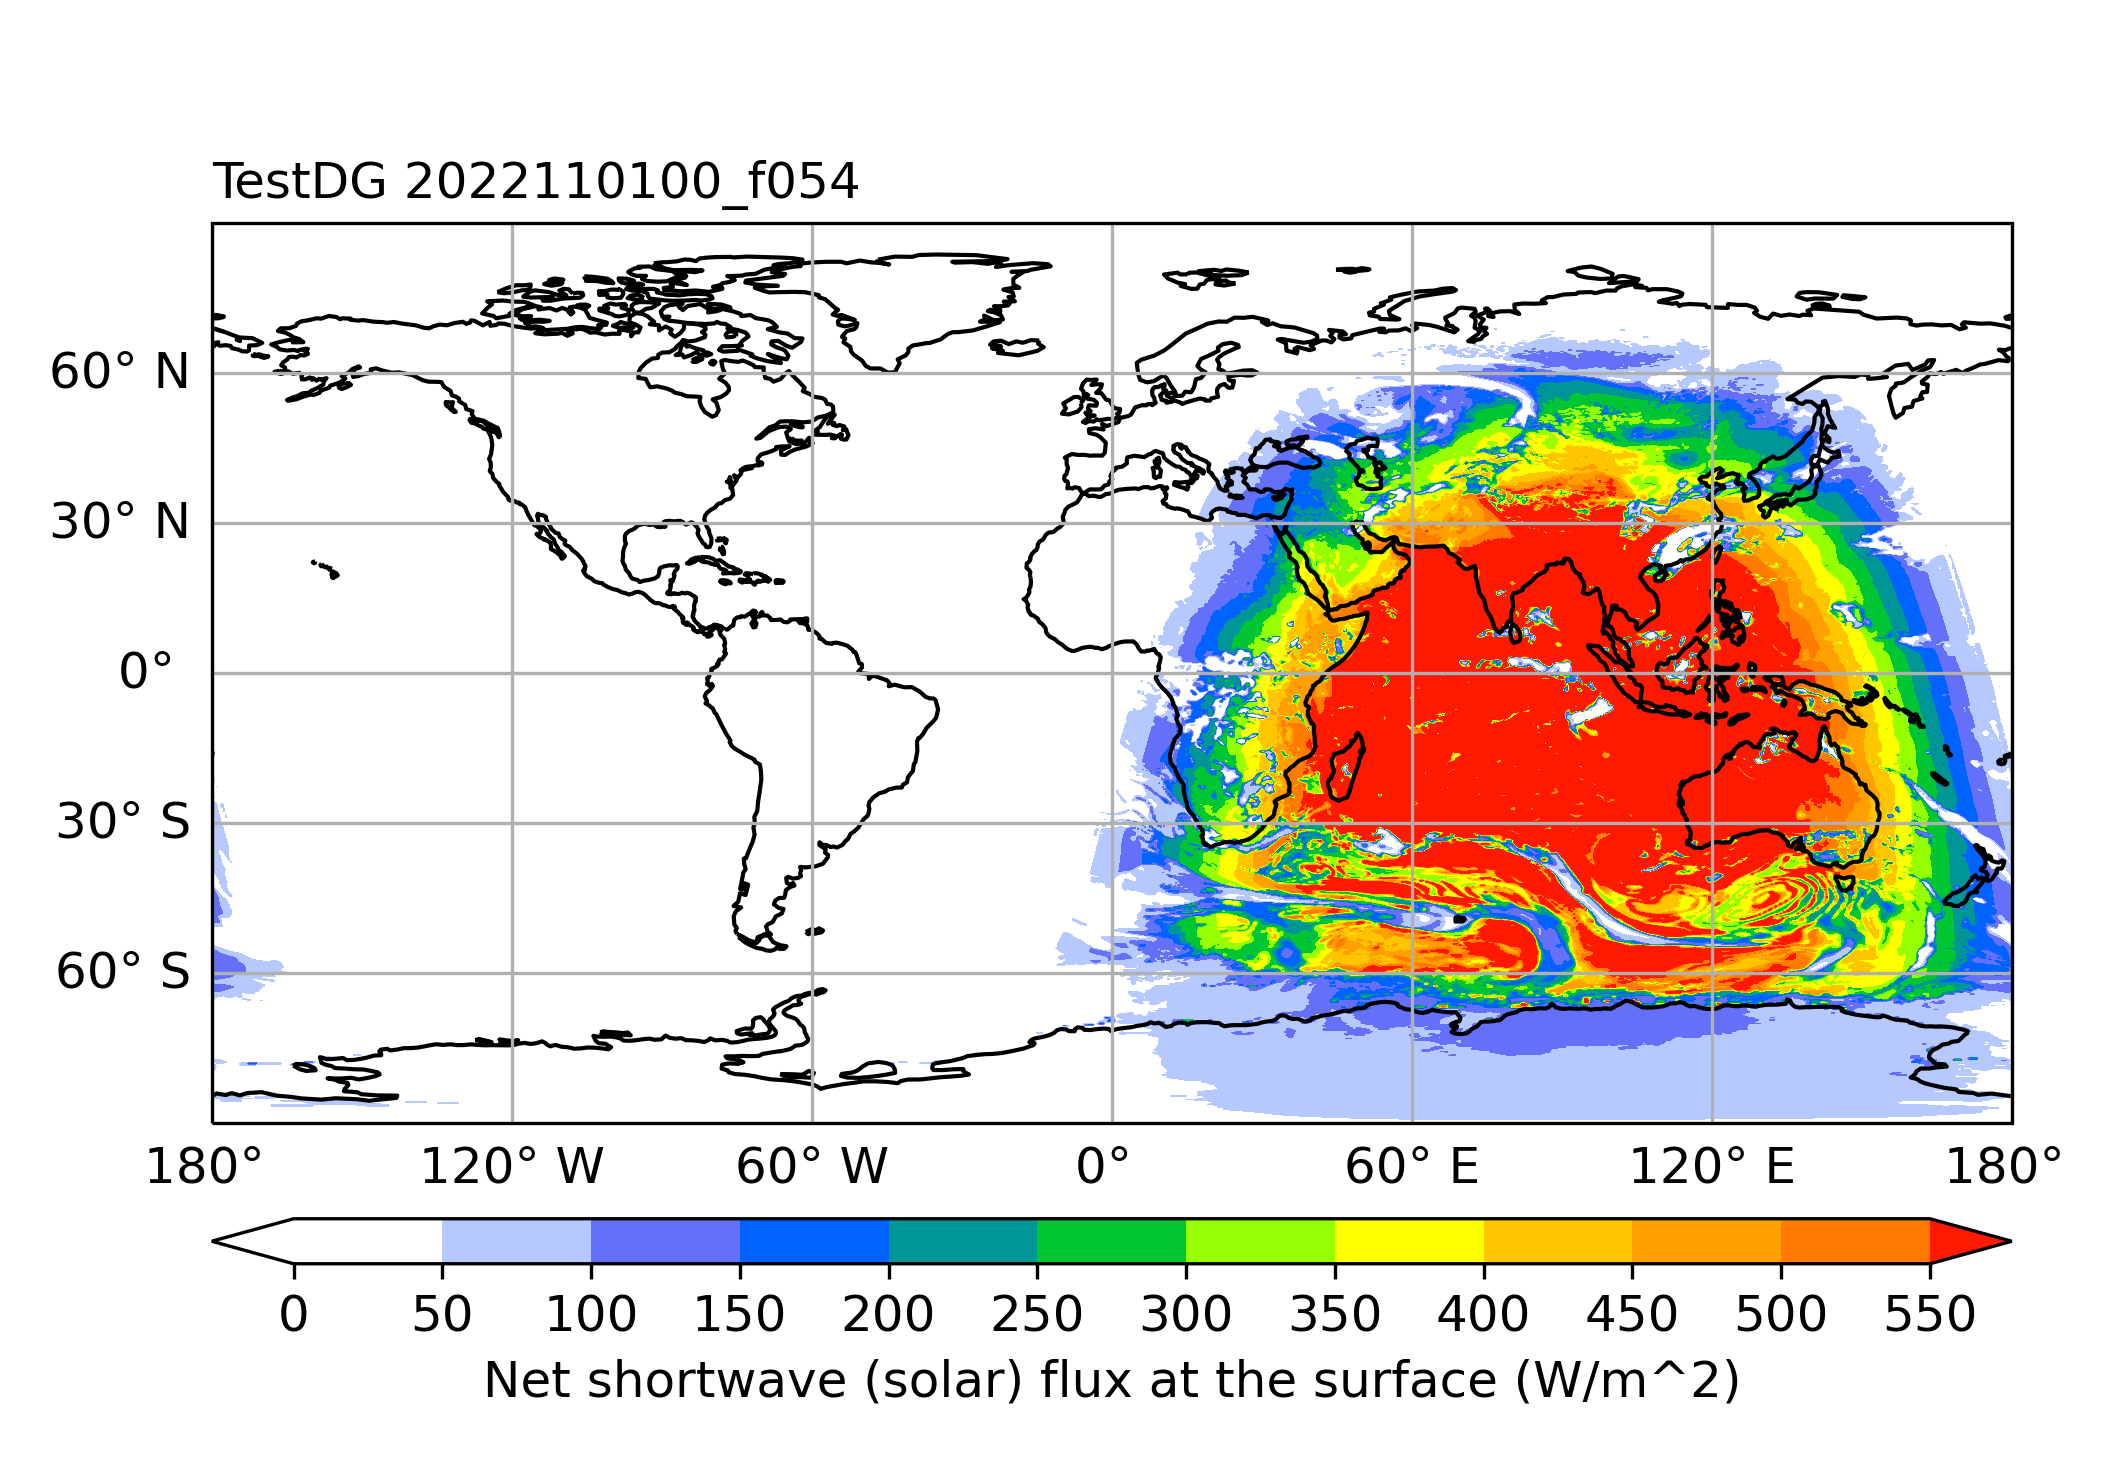 TestDG 2022110100_f054
60° N
30° N
0°
30° S
60° S
180° 120° W 60° W 0° 60° E 120° E 180°
0 50 100 150 200 250 300 350 400 450 500 550
Net shortwave (solar) flux at the surface (W/m^2)